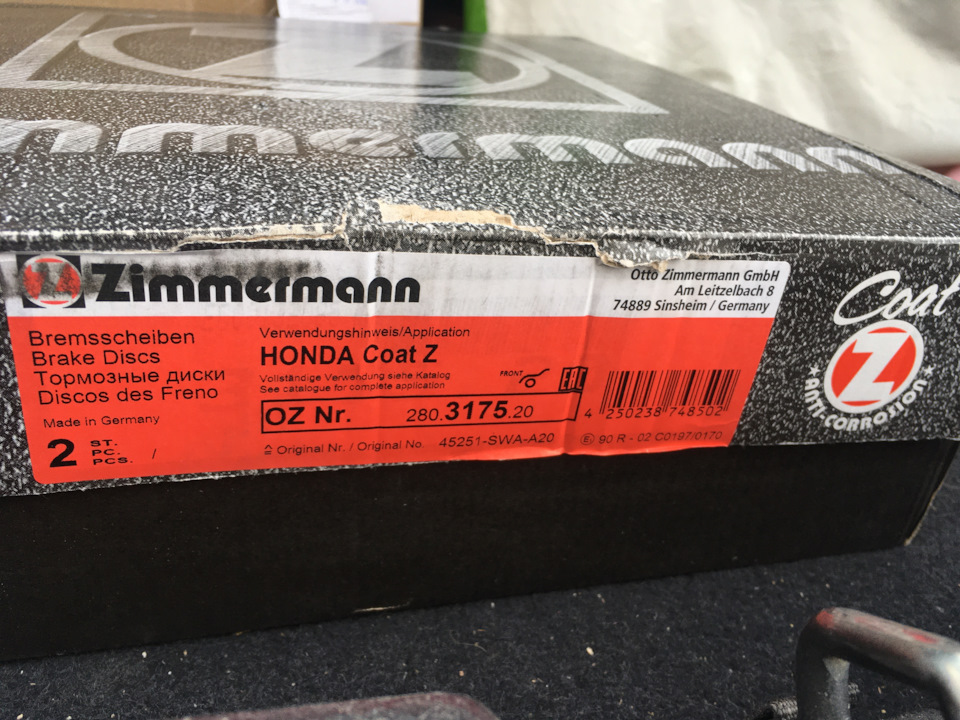 Zimmermann
Otto Zimmermann GmbH
Am Leitzelbach 8
74889 Sinsheim / Germany
Bremsscheiben
Brake Discs
Тормозные диски
Discos des Freno
Made in Germany
2 ST.
PC.
PCS. /
Verwendungshinweis/Application
HONDA Coat Z
Vollständige Verwendung siehe Katalog
See catalogue for complete application
FRONT
EAC
OZ Nr. 280.3175.20
≙ Original Nr. / Original No. 45251-SWA-A20
4 250238 748502
E 90 R - 02 C0197/0170
Coat
Z
★ ANTI-CORROSION ★